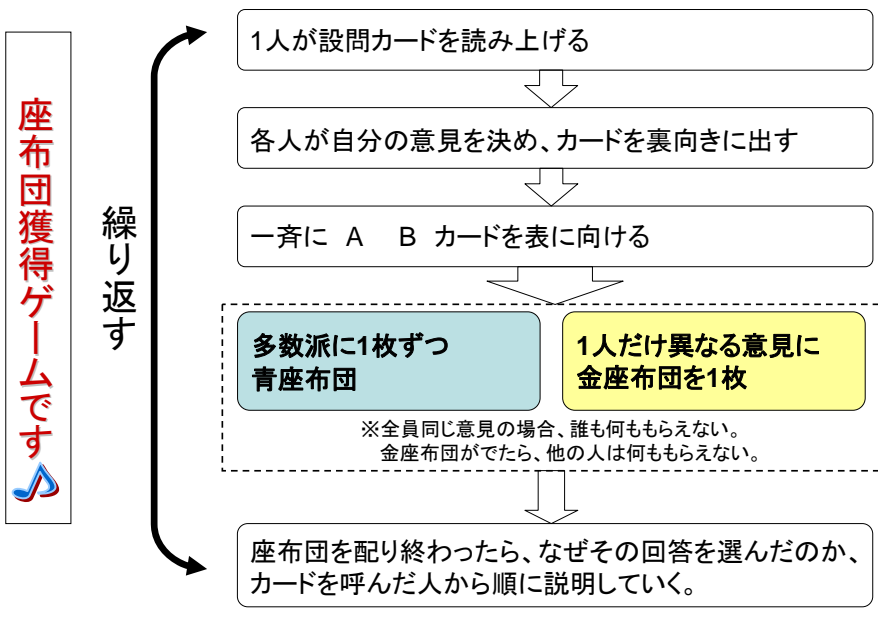 座布団獲得ゲームです
繰り返す
1人が設問カードを読み上げる
各人が自分の意見を決め、カードを裏向きに出す
一斉に A B カードを表に向ける
多数派に1枚ずつ
青座布団
1人だけ異なる意見に
金座布団を1枚
※全員同じ意見の場合、誰も何ももらえない。
金座布団がでたら、他の人は何ももらえない。
座布団を配り終わったら、なぜその回答を選んだのか、
カードを呼んだ人から順に説明していく。